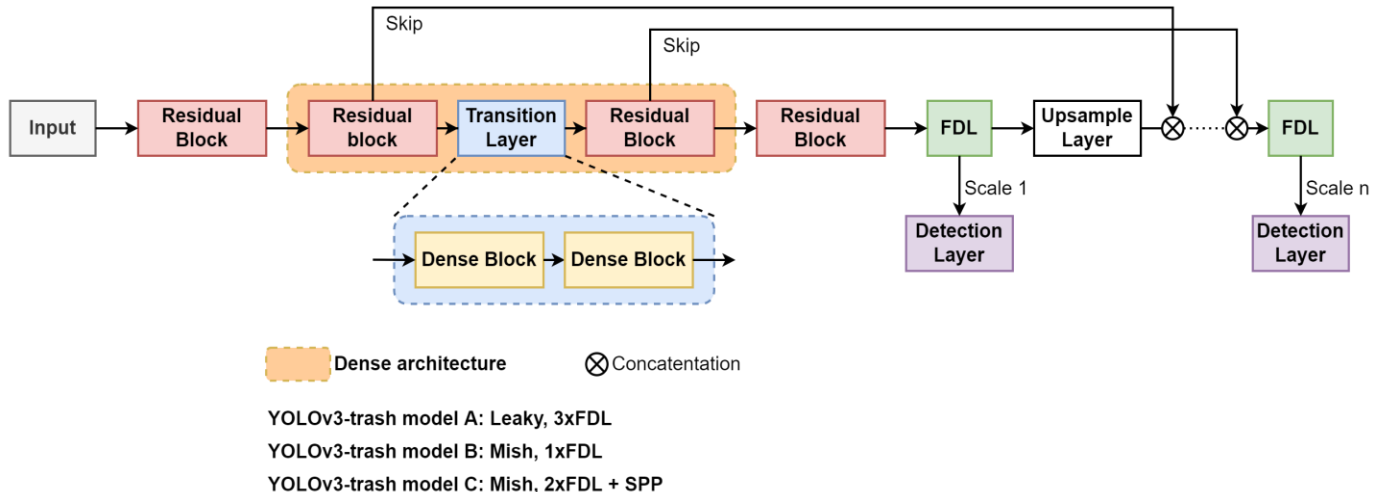 Skip
Skip
Input
Residual
Block
Residual
block
Transition
Layer
Residual
Block
Residual
Block
FDL
Upsample
Layer
FDL
Scale 1
Scale n
Detection
Layer
Detection
Layer
Dense Block
Dense Block
Dense architecture
Concatentation
YOLOv3-trash model A: Leaky, 3xFDL
YOLOv3-trash model B: Mish, 1xFDL
YOLOv3-trash model C: Mish, 2xFDL + SPP